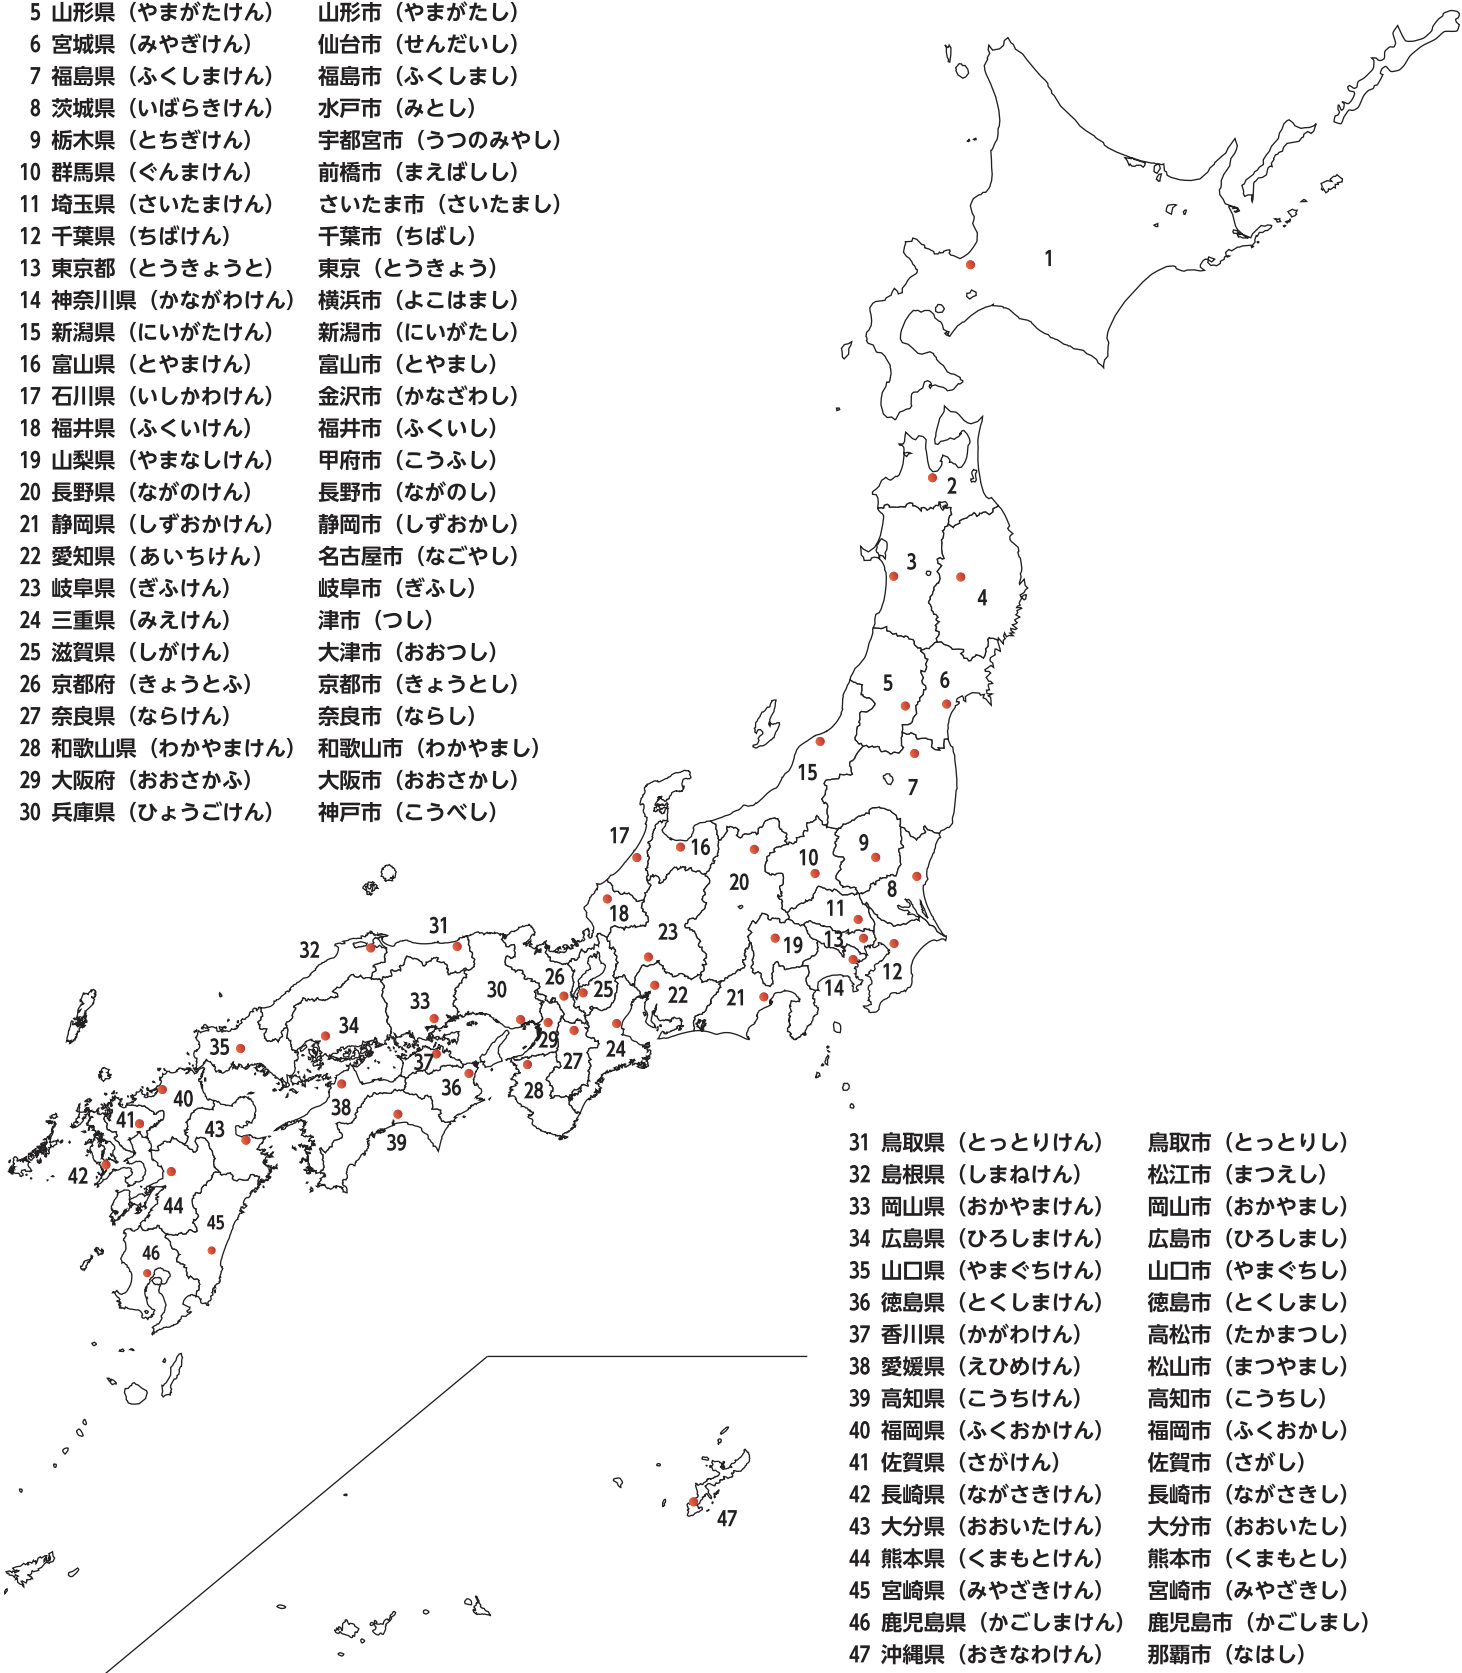 5 山形県（やまがたけん） 山形市（やまがたし）
6 宮城県（みやぎけん） 仙台市（せんだいし）
7 福島県（ふくしまけん） 福島市（ふくしまし）
8 茨城県（いばらきけん） 水戸市（みとし）
9 栃木県（とちぎけん） 宇都宮市（うつのみやし）
10 群馬県（ぐんまけん） 前橋市（まえばしし）
11 埼玉県（さいたまけん） さいたま市（さいたまし）
12 千葉県（ちばけん） 千葉市（ちばし）
13 東京都（とうきょうと） 東京（とうきょう）
14 神奈川県（かながわけん） 横浜市（よこはまし）
15 新潟県（にいがたけん） 新潟市（にいがたし）
16 富山県（とやまけん） 富山市（とやまし）
17 石川県（いしかわけん） 金沢市（かなざわし）
18 福井県（ふくいけん） 福井市（ふくいし）
19 山梨県（やまなしけん） 甲府市（こうふし）
20 長野県（ながのけん） 長野市（ながのし）
21 静岡県（しずおかけん） 静岡市（しずおかし）
22 愛知県（あいちけん） 名古屋市（なごやし）
23 岐阜県（ぎふけん） 岐阜市（ぎふし）
24 三重県（みえけん） 津市（つし）
25 滋賀県（しがけん） 大津市（おおつし）
26 京都府（きょうとふ） 京都市（きょうとし）
27 奈良県（ならけん） 奈良市（ならし）
28 和歌山県（わかやまけん） 和歌山市（わかやまし）
29 大阪府（おおさかふ） 大阪市（おおさかし）
30 兵庫県（ひょうごけん） 神戸市（こうべし）
1
2
3
4
5
6
7
15
17
16
10
9
20
8
18
11
23
13
19
12
31
32
26
30
25
22
21
14
33
34
29
24
35
37
27
36
28
40
38
41
43
39
42
44
45
46
47
31 鳥取県（とっとりけん） 鳥取市（とっとりし）
32 島根県（しまねけん） 松江市（まつえし）
33 岡山県（おかやまけん） 岡山市（おかやまし）
34 広島県（ひろしまけん） 広島市（ひろしまし）
35 山口県（やまぐちけん） 山口市（やまぐちし）
36 徳島県（とくしまけん） 徳島市（とくしまし）
37 香川県（かがわけん） 高松市（たかまつし）
38 愛媛県（えひめけん） 松山市（まつやまし）
39 高知県（こうちけん） 高知市（こうちし）
40 福岡県（ふくおかけん） 福岡市（ふくおかし）
41 佐賀県（さがけん） 佐賀市（さがし）
42 長崎県（ながさきけん） 長崎市（ながさきし）
43 大分県（おおいたけん） 大分市（おおいたし）
44 熊本県（くまもとけん） 熊本市（くまもとし）
45 宮崎県（みやざきけん） 宮崎市（みやざきし）
46 鹿児島県（かごしまけん） 鹿児島市（かごしまし）
47 沖縄県（おきなわけん） 那覇市（なはし）